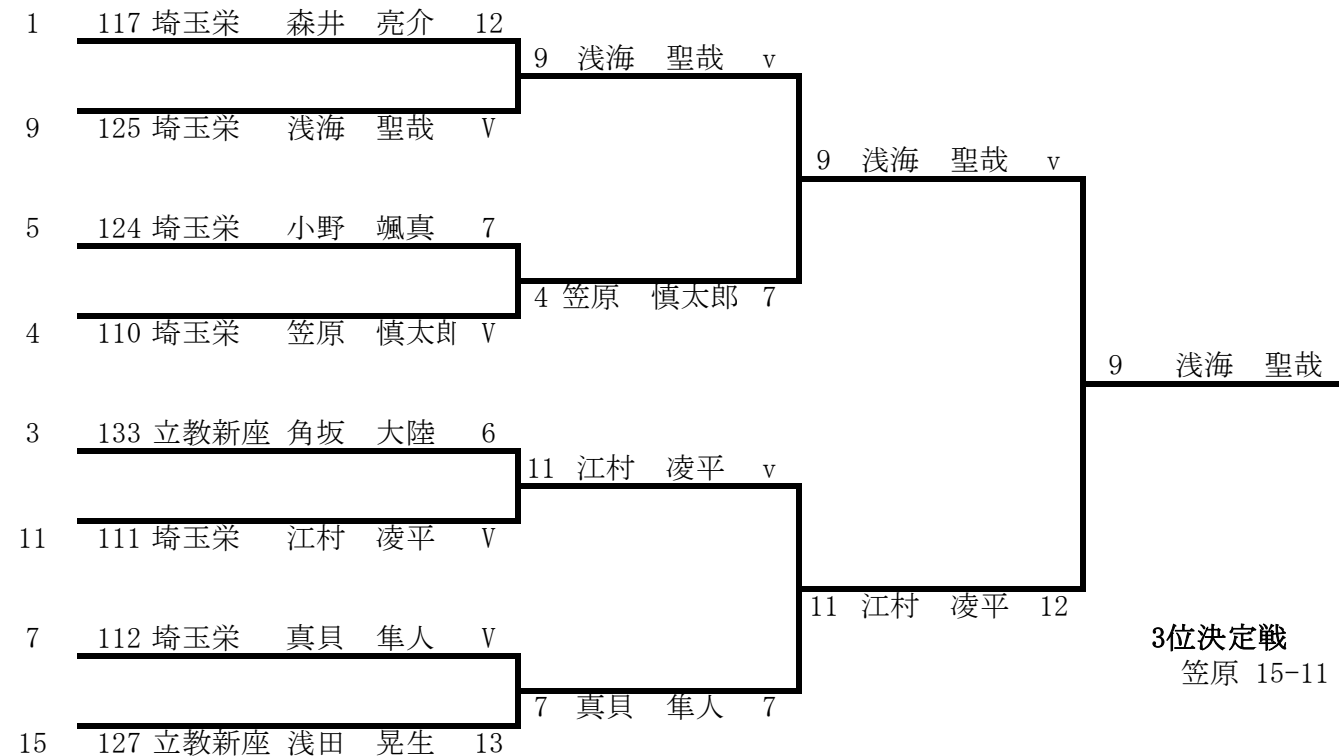 1 117 埼玉栄 森井 亮介 12
9 浅海 聖哉 v
9 125 埼玉栄 浅海 聖哉 V
9 浅海 聖哉 v
5 124 埼玉栄 小野 颯真 7
4 笠原 慎太郎 7
4 110 埼玉栄 笠原 慎太郎 V
9 浅海 聖哉
3 133 立教新座 角坂 大陸 6
11 江村 凌平 v
11 111 埼玉栄 江村 凌平 V
11 江村 凌平 12
7 112 埼玉栄 真貝 隼人 V
3位決定戦
笠原 15-11
7 真貝 隼人 7
15 127 立教新座 浅田 晃生 13